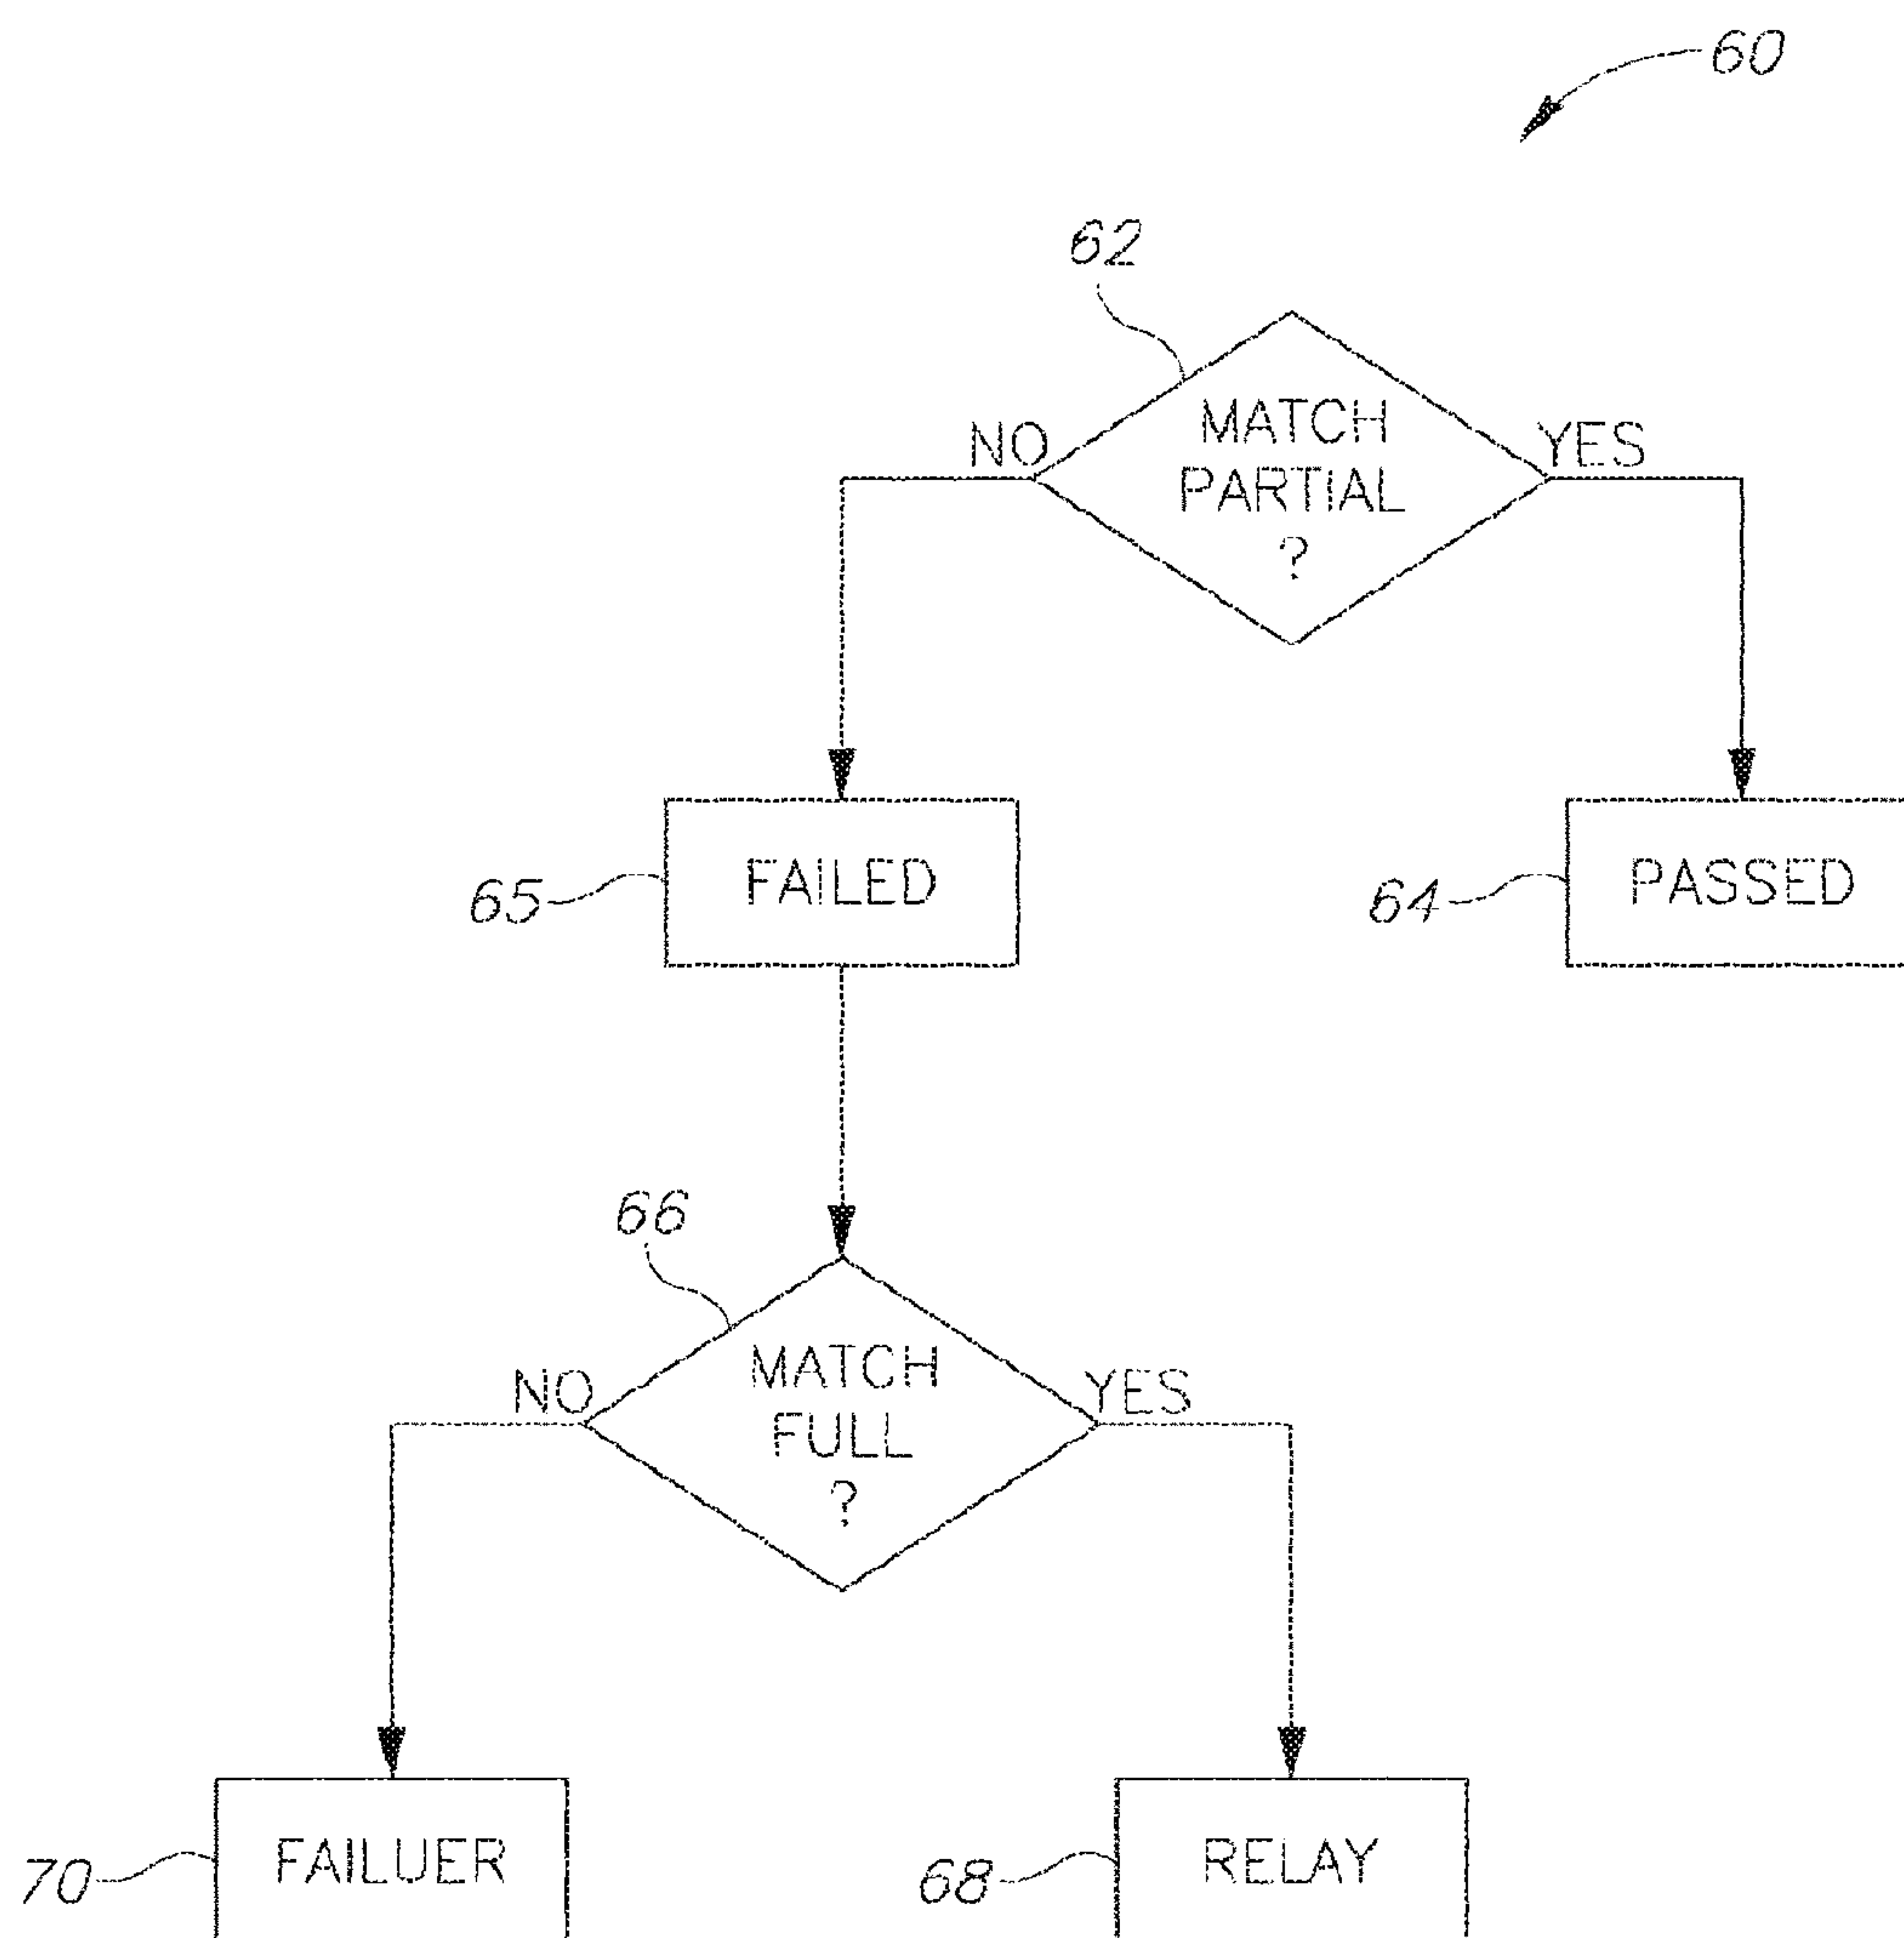 60
62
NO
MATCH
YES
PARTIAL
?
65
FAILED
64
PASSED
66
NO
MATCH
YES
FULL
?
70
FAILUER
68
RELAY